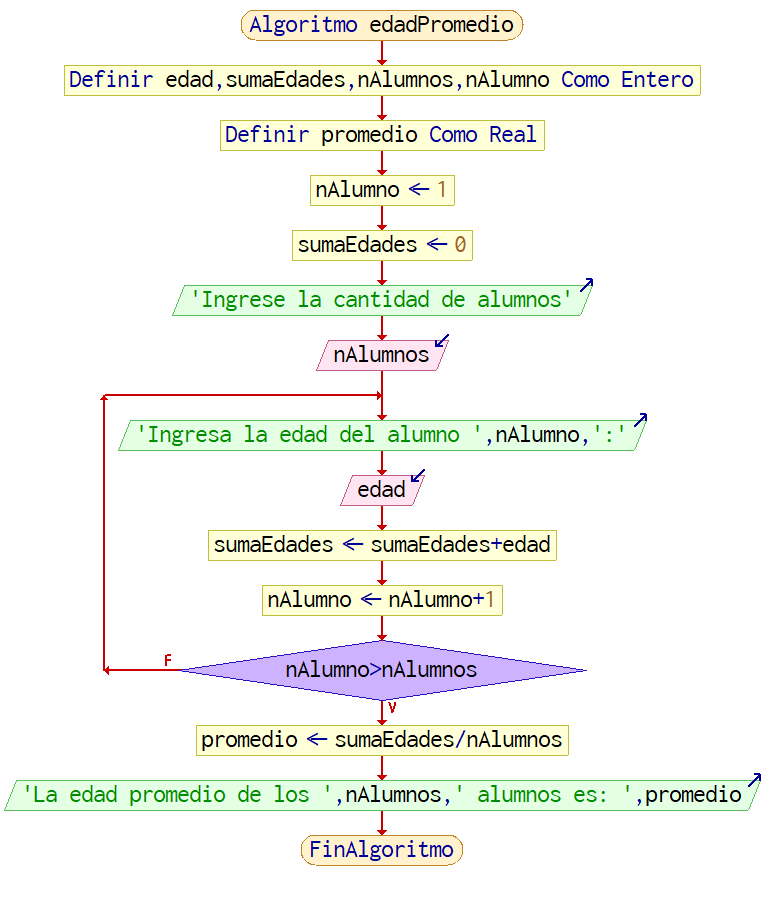 Algoritmo edadPromedio
Definir edad,sumaEdades,nAlumnos,nAlumno Como Entero
Definir promedio Como Real
nAlumno ← 1
sumaEdades ← 0
'Ingrese la cantidad de alumnos'
nAlumnos
'Ingresa la edad del alumno ',nAlumno,':'
edad
sumaEdades ← sumaEdades+edad
nAlumno ← nAlumno+1
F
nAlumno>nAlumnos
V
promedio ← sumaEdades/nAlumnos
'La edad promedio de los ',nAlumnos,' alumnos es: ',promedio
FinAlgoritmo